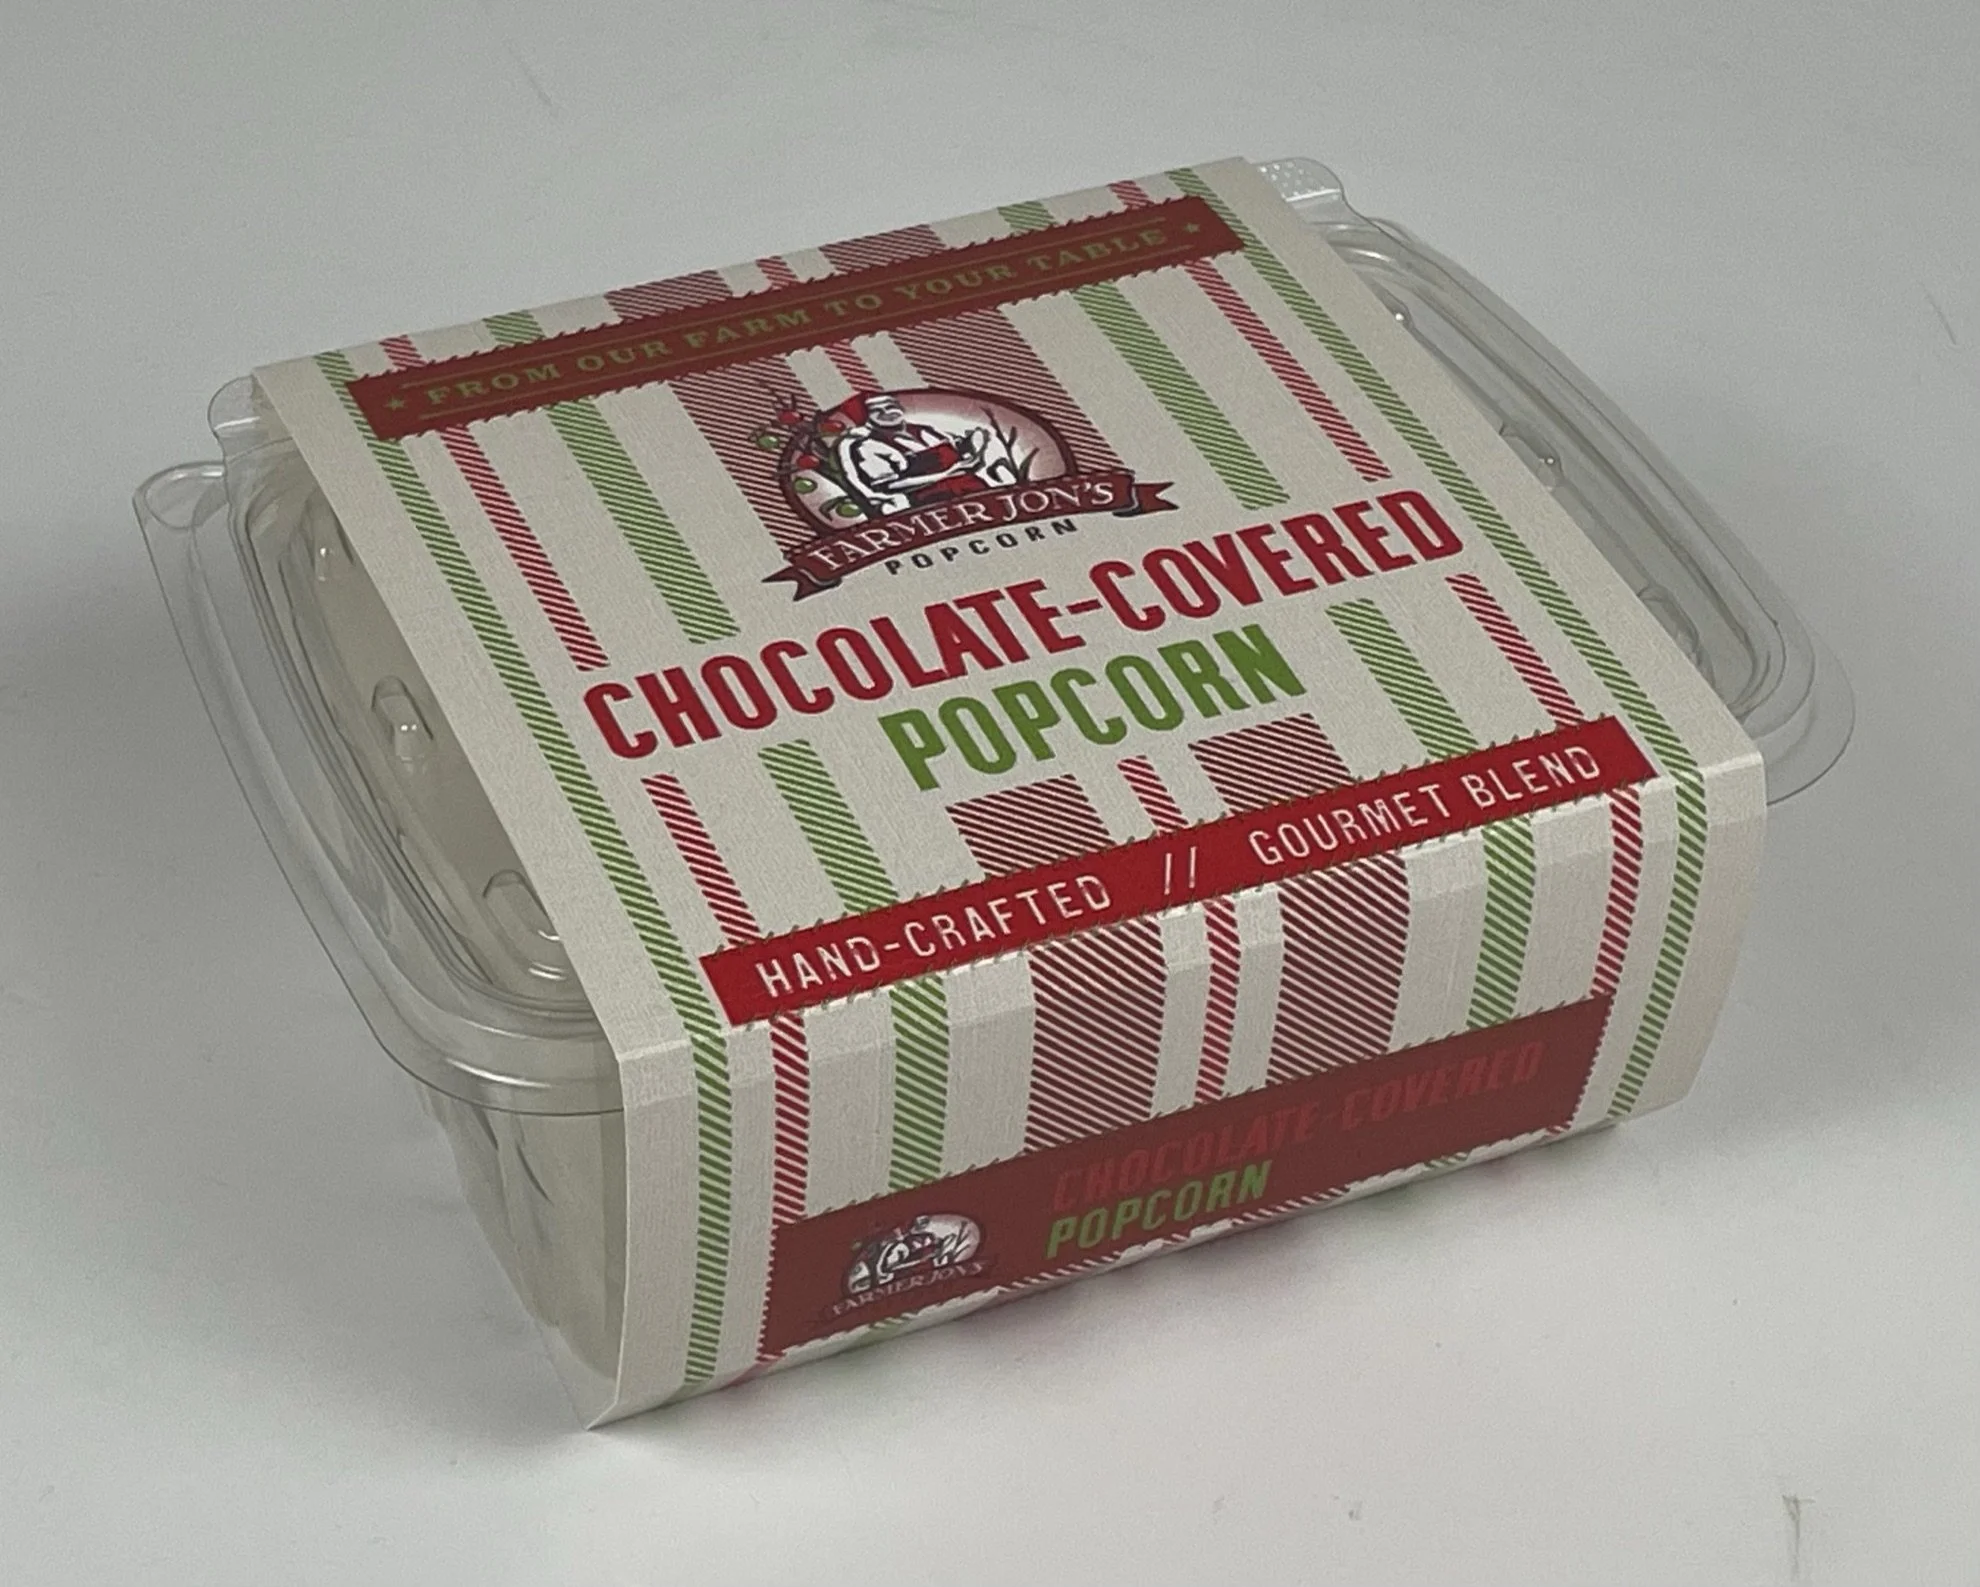 ★ FROM OUR FARM TO YOUR TABLE ★
FARMER JON'S
POPCORN
CHOCOLATE-COVERED
POPCORN
HAND-CRAFTED // GOURMET BLEND
CHOCOLATE-COVERED
POPCORN
FARMER JON'S